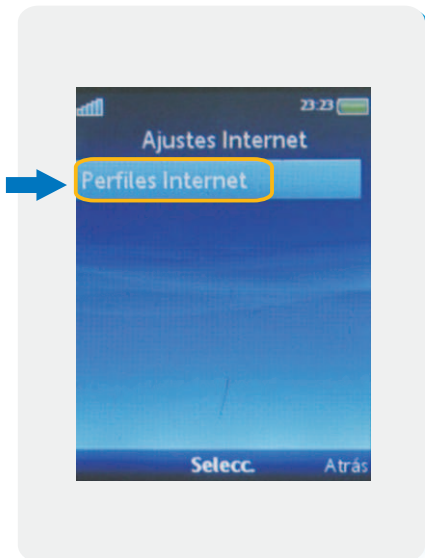 23:23
Ajustes Internet
Perfiles Internet
Selecc. Atrás